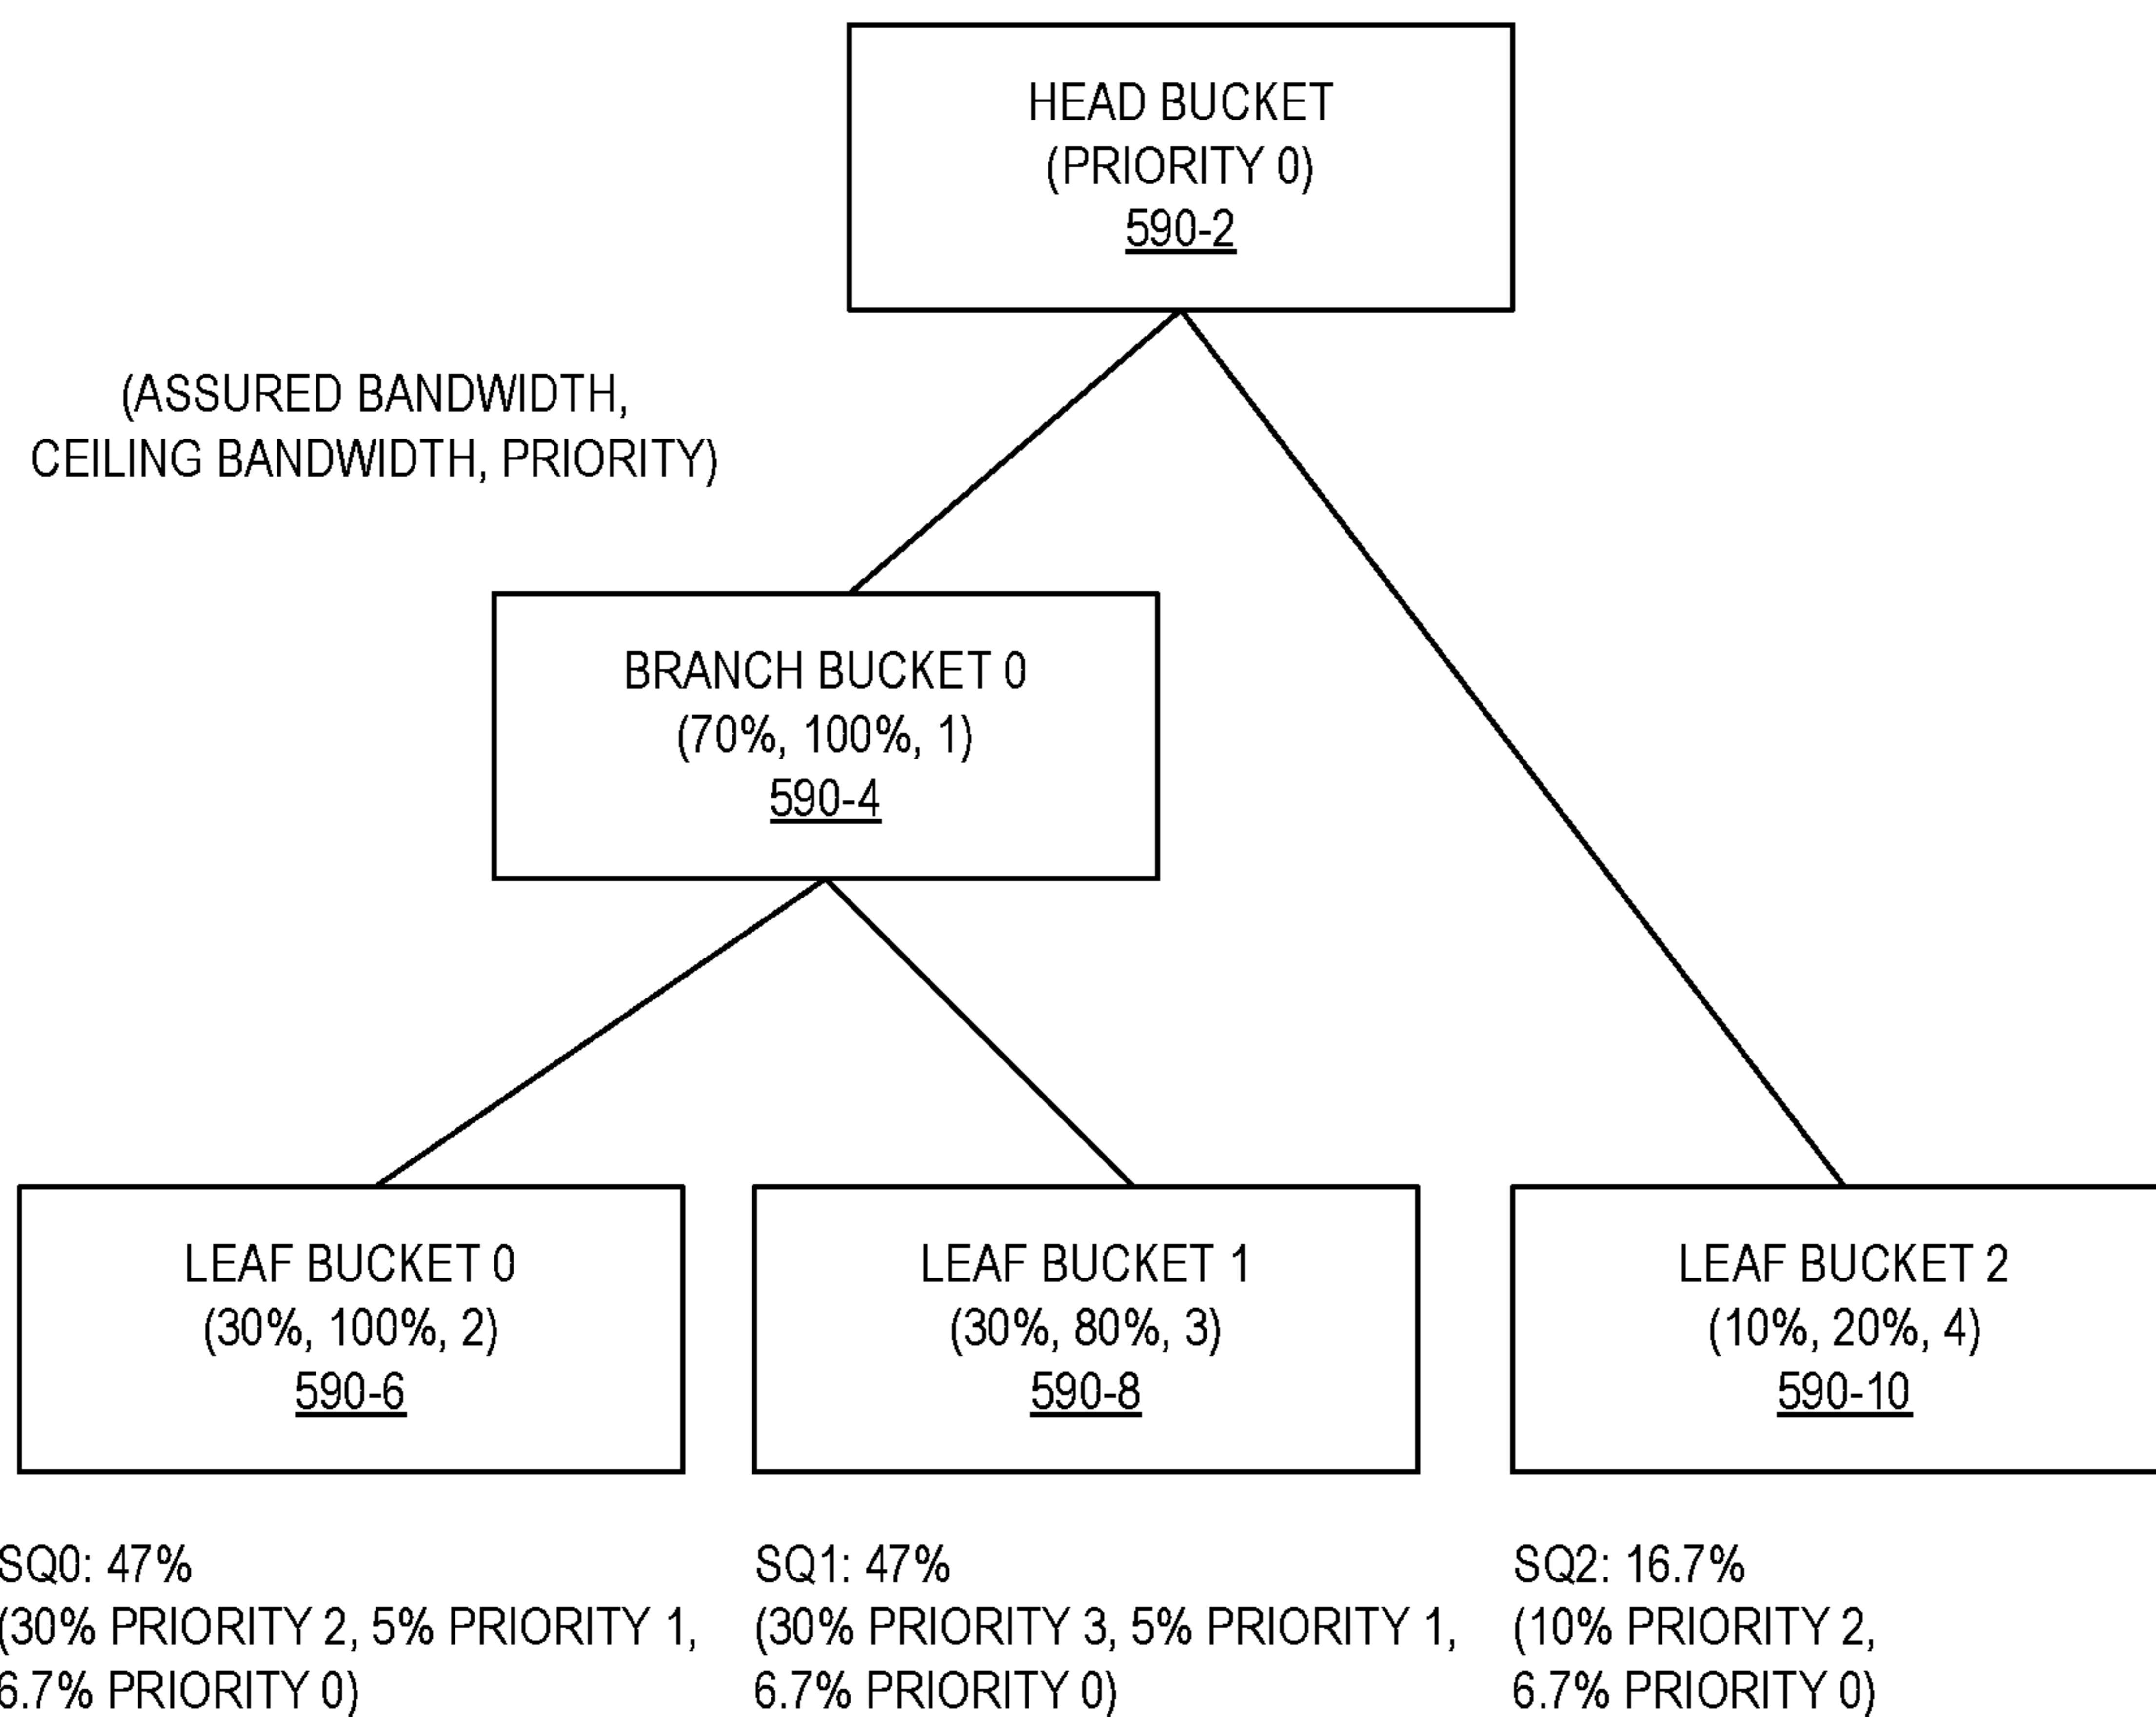 HEAD BUCKET
(PRIORITY 0)
590-2
(ASSURED BANDWIDTH,
CEILING BANDWIDTH, PRIORITY)
BRANCH BUCKET 0
(70%, 100%, 1)
590-4
LEAF BUCKET 0
(30%, 100%, 2)
590-6
LEAF BUCKET 1
(30%, 80%, 3)
590-8
LEAF BUCKET 2
(10%, 20%, 4)
590-10
SQ0: 47%
(30% PRIORITY 2, 5% PRIORITY 1,
6.7% PRIORITY 0)
SQ1: 47%
(30% PRIORITY 3, 5% PRIORITY 1,
6.7% PRIORITY 0)
SQ2: 16.7%
(10% PRIORITY 2,
6.7% PRIORITY 0)